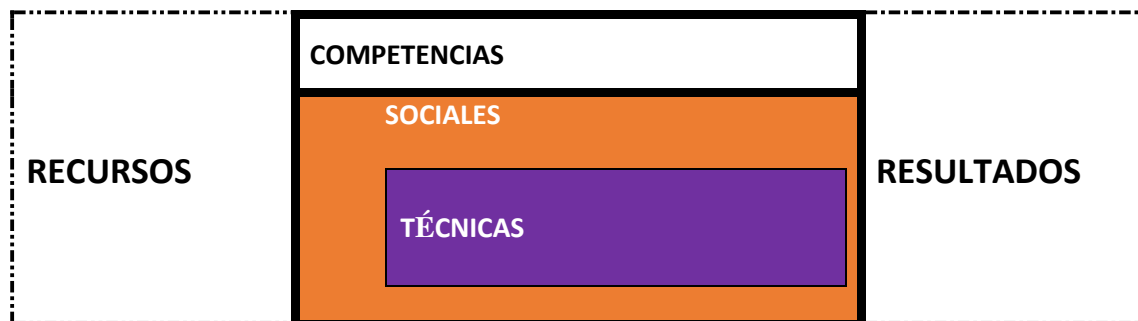 COMPETENCIAS
SOCIALES
RECURSOS
RESULTADOS
TÉCNICAS